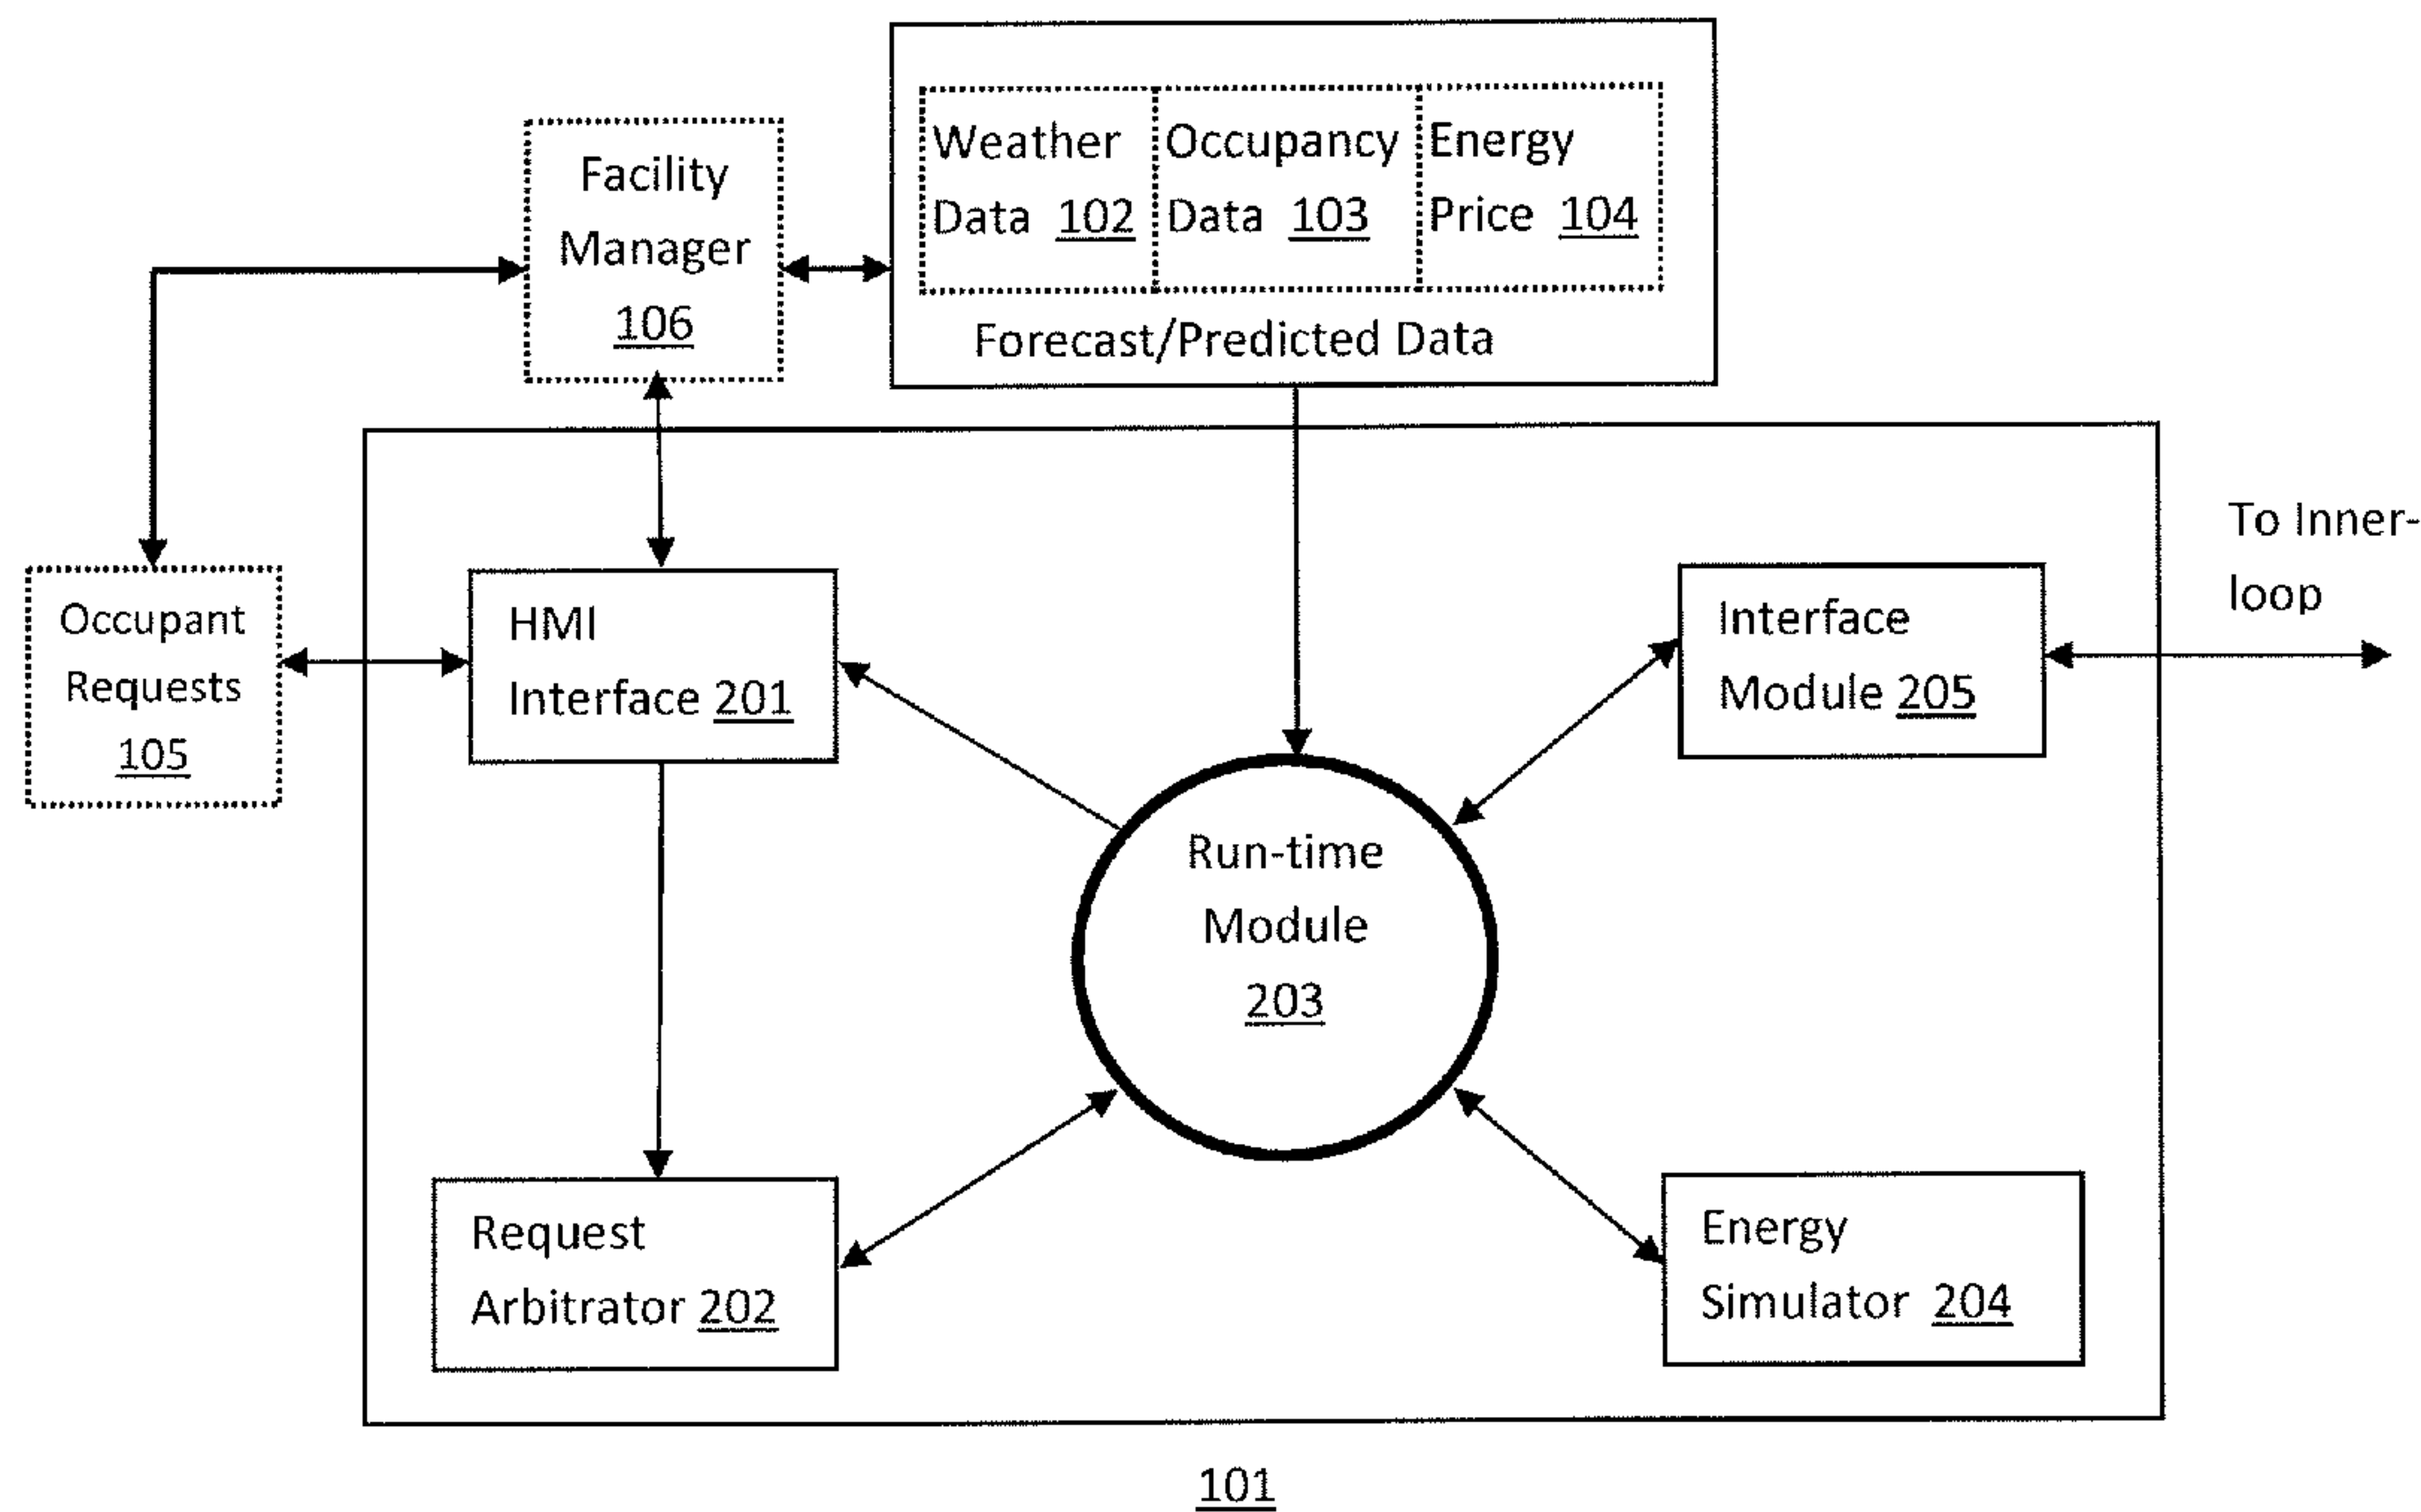 Weather
Data 102
Occupancy
Data 103
Energy
Price 104
Forecast/Predicted Data
Facility
Manager
106
To Inner-
loop
Occupant
Requests
105
HMI
Interface 201
Interface
Module 205
Run-time
Module
203
Request
Arbitrator 202
Energy
Simulator 204
101